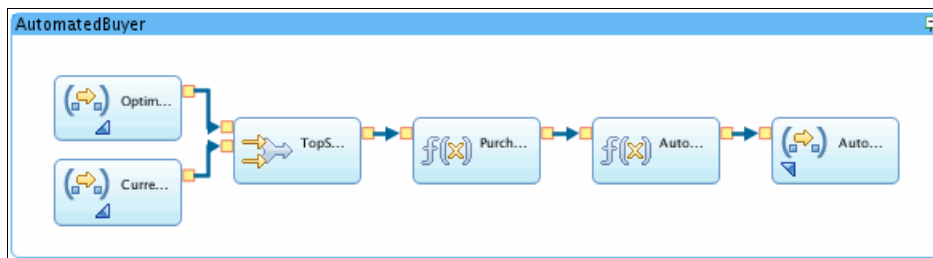 AutomatedBuyer
Optim...
Curre...
TopS...
f(x) Purch...
f(x) Auto...
Auto...